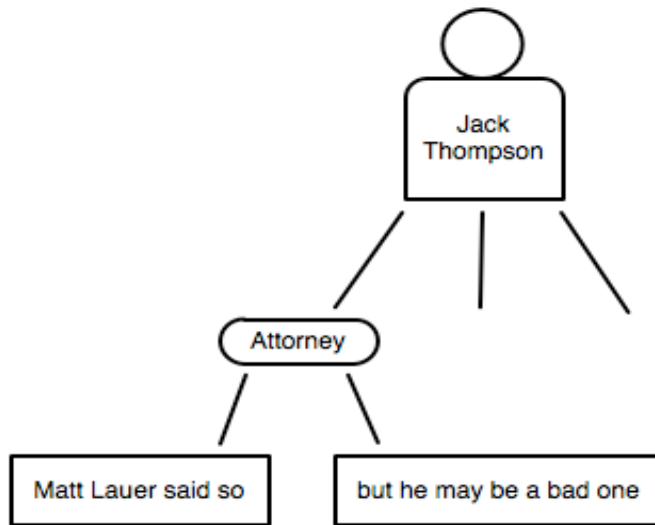 Jack
Thompson
Attorney
Matt Lauer said so
but he may be a bad one